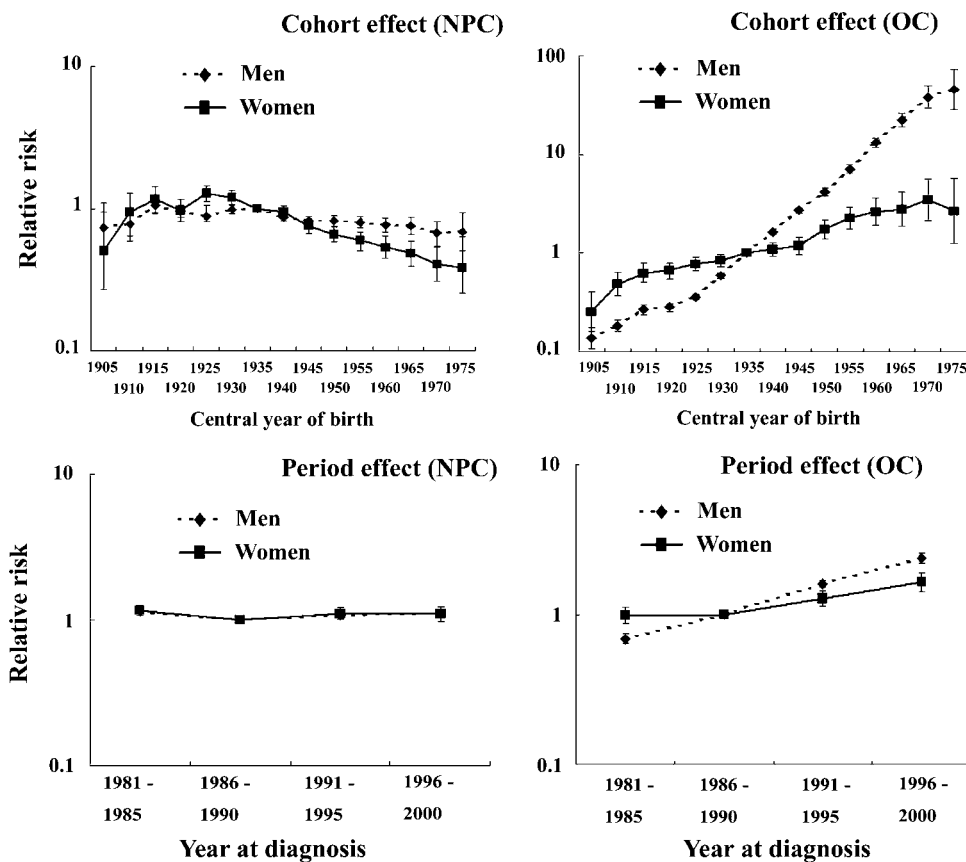 Cohort effect (NPC)
10
Men
Women
1
0.1
Relative risk
1905 1915 1925 1935 1945 1955 1965 1975
1910 1920 1930 1940 1950 1960 1970
Central year of birth
Cohort effect (OC)
100
Men
Women
10
1
0.1
1905 1915 1925 1935 1945 1955 1965 1975
1910 1920 1930 1940 1950 1960 1970
Central year of birth
Period effect (NPC)
10
Men
Women
1
0.1
Relative risk
1981 - 1986 - 1991 - 1996 -
1985 1990 1995 2000
Year at diagnosis
Period effect (OC)
10
Men
Women
1
0.1
1981 - 1986 - 1991 - 1996 -
1985 1990 1995 2000
Year at diagnosis